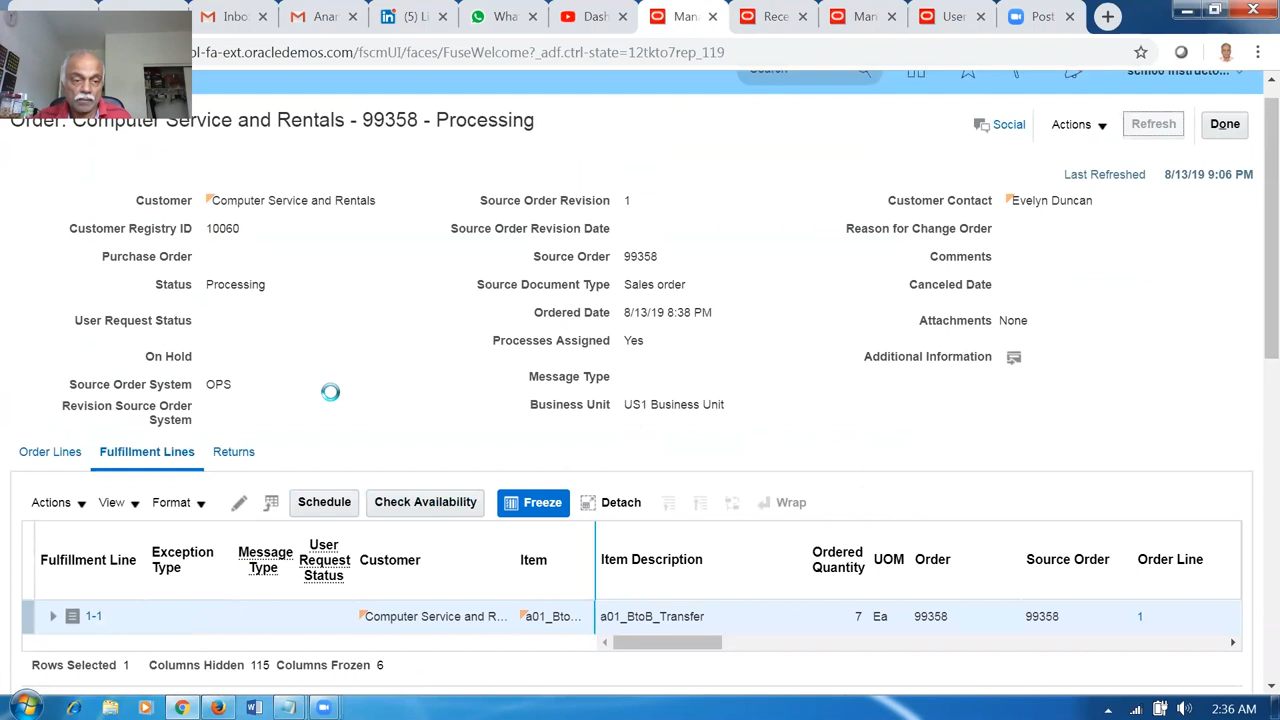 Inbo
Anan
(5) Li
Wha
Dash
Man
Rece
Man
User
Post
ol-fa-ext.oracledemos.com/fscmUI/faces/FuseWelcome?_adf.ctrl-state=12tkto7rep_119
Order: Computer Service and Rentals - 99358 - Processing
Social
Actions
Refresh
Done
Last Refreshed 8/13/19 9:06 PM
Customer Computer Service and Rentals
Source Order Revision 1
Customer Contact Evelyn Duncan
Customer Registry ID 10060
Source Order Revision Date
Reason for Change Order
Purchase Order
Source Order 99358
Comments
Status Processing
Source Document Type Sales order
Canceled Date
User Request Status
Ordered Date 8/13/19 8:38 PM
Attachments None
Processes Assigned Yes
On Hold
Additional Information
Message Type
Source Order System OPS
Business Unit US1 Business Unit
Revision Source Order
System
Order Lines Fulfillment Lines Returns
Actions View Format Schedule Check Availability Freeze Detach Wrap
Fulfillment Line
Exception
Type
Message
Type
User
Request
Status
Customer
Item
Item Description
Ordered
Quantity
UOM
Order
Source Order
Order Line
1-1 Computer Service and R... a01_Bto... a01_BtoB_Transfer 7 Ea 99358 99358 1
Rows Selected 1 Columns Hidden 115 Columns Frozen 6
2:36 AM